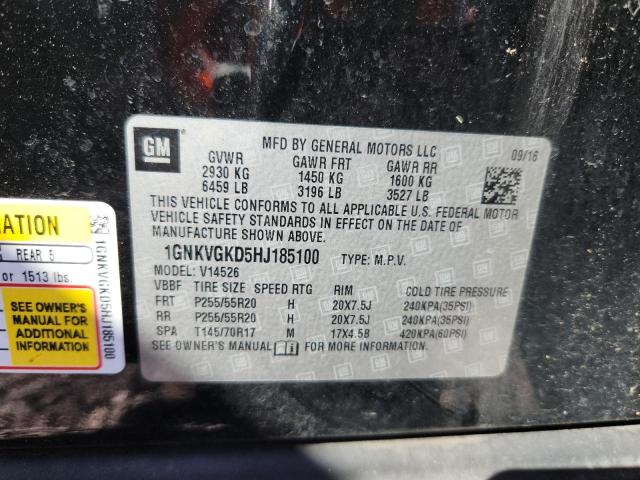 GM
MFD BY GENERAL MOTORS LLC 09/16
GVWR GAWR FRT GAWR RR
2930 KG 1450 KG 1600 KG
6459 LB 3196 LB 3527 LB
THIS VEHICLE CONFORMS TO ALL APPLICABLE U.S. FEDERAL MOTOR
VEHICLE SAFETY STANDARDS IN EFFECT ON THE DATE OF
MANUFACTURE SHOWN ABOVE.
1GNKVGKD5HJ185100 TYPE: M.P.V.
MODEL: V14526
VBBF TIRE SIZE SPEED RTG RIM COLD TIRE PRESSURE
FRT P255/55R20 H 20X7.5J 240KPA(35PSI)
RR P255/55R20 H 20X7.5J 240KPA(35PSI)
SPA T145/70R17 M 17X4.5B 420KPA(60PSI)
SEE OWNER'S MANUAL FOR MORE INFORMATION.
REAR 5
or 1513 lbs.
SEE OWNER'S
MANUAL FOR
ADDITIONAL
INFORMATION
1GNKVGKD5HJ185100